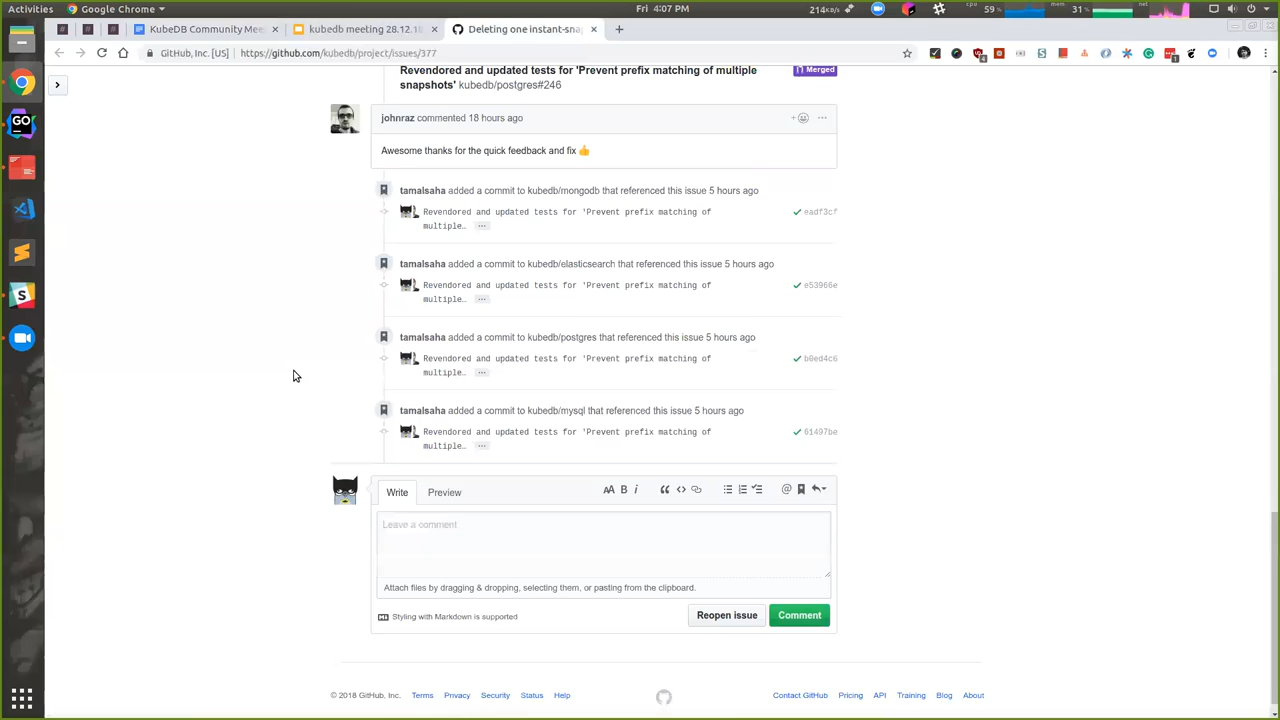 Activities
Google Chrome
Fri 4:07 PM
214K/s
cpu
59 %
mem
31 %
net
KubeDB Community Mee
kubedb meeting 28.12.1
Deleting one instant-sna
GitHub, Inc. [US]
https://github.com/kubedb/project/issues/377
Revendored and updated tests for 'Prevent prefix matching of multiple
snapshots' kubedb/postgres#246
Merged
johnraz commented 18 hours ago
Awesome thanks for the quick feedback and fix 👍
tamalsaha added a commit to kubedb/mongodb that referenced this issue 5 hours ago
Revendored and updated tests for 'Prevent prefix matching of
multiple…
eadf3cf
tamalsaha added a commit to kubedb/elasticsearch that referenced this issue 5 hours ago
Revendored and updated tests for 'Prevent prefix matching of
multiple…
e53966e
tamalsaha added a commit to kubedb/postgres that referenced this issue 5 hours ago
Revendored and updated tests for 'Prevent prefix matching of
multiple…
b0ed4c6
tamalsaha added a commit to kubedb/mysql that referenced this issue 5 hours ago
Revendored and updated tests for 'Prevent prefix matching of
multiple…
61497be
Write
Preview
Leave a comment
Attach files by dragging & dropping, selecting them, or pasting from the clipboard.
Styling with Markdown is supported
Reopen issue
Comment
© 2018 GitHub, Inc.
Terms
Privacy
Security
Status
Help
Contact GitHub
Pricing
API
Training
Blog
About